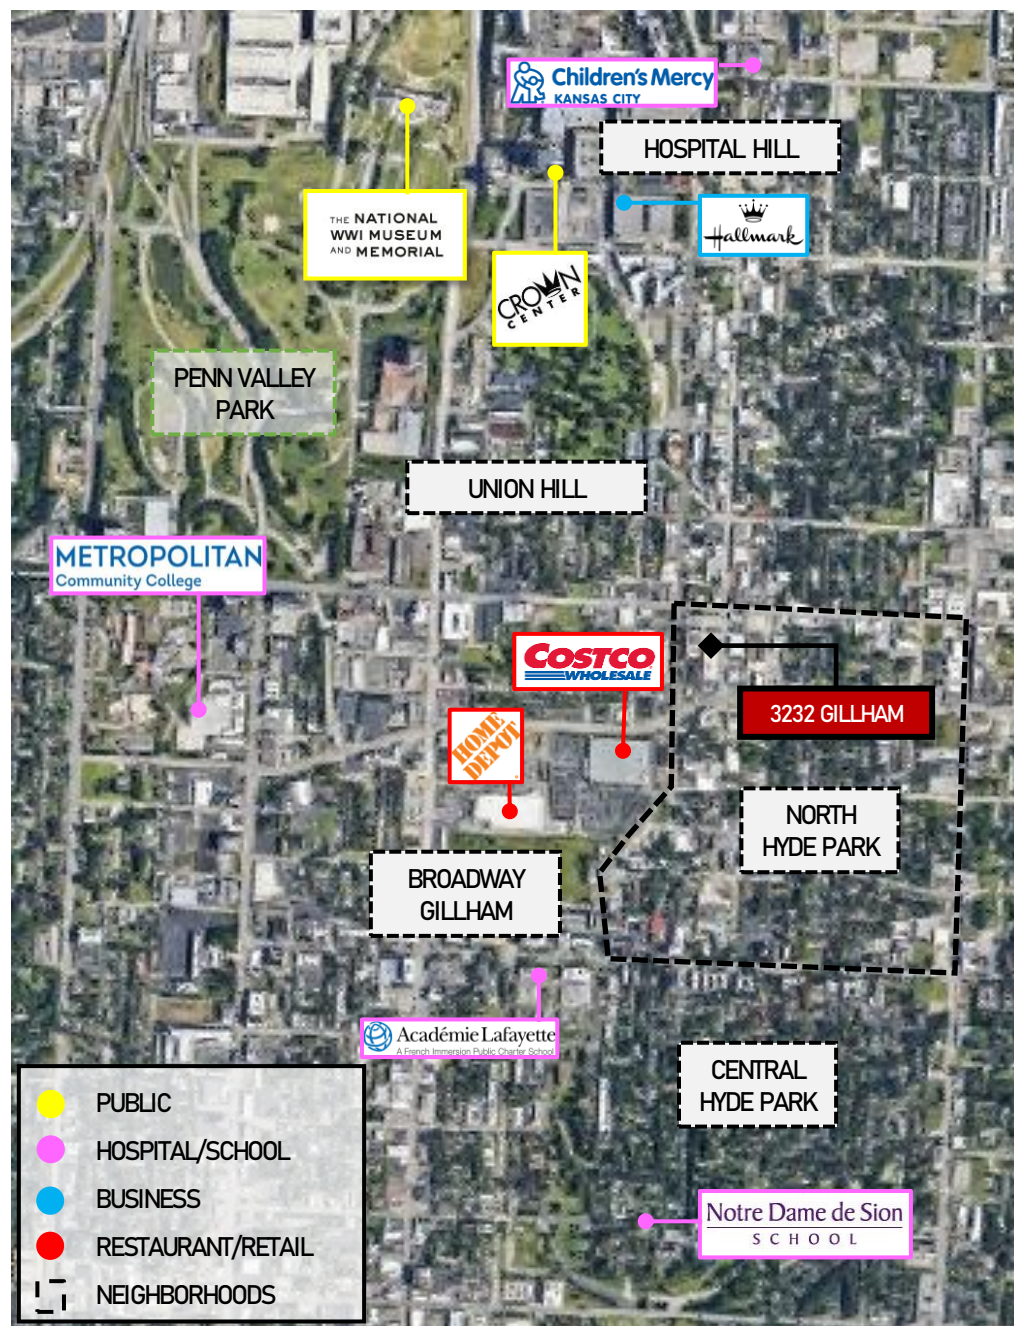 Children's Mercy
KANSAS CITY
HOSPITAL HILL
THE NATIONAL
WWI MUSEUM
AND MEMORIAL
Hallmark
CROWN
CENTER
PENN VALLEY
PARK
UNION HILL
METROPOLITAN
Community College
COSTCO
WHOLESALE
3232 GILLHAM
HOME
DEPOT
NORTH
HYDE PARK
BROADWAY
GILLHAM
Académie Lafayette
A French Immersion Public Charter School
CENTRAL
HYDE PARK
PUBLIC
HOSPITAL/SCHOOL
BUSINESS
RESTAURANT/RETAIL
NEIGHBORHOODS
Notre Dame de Sion
SCHOOL